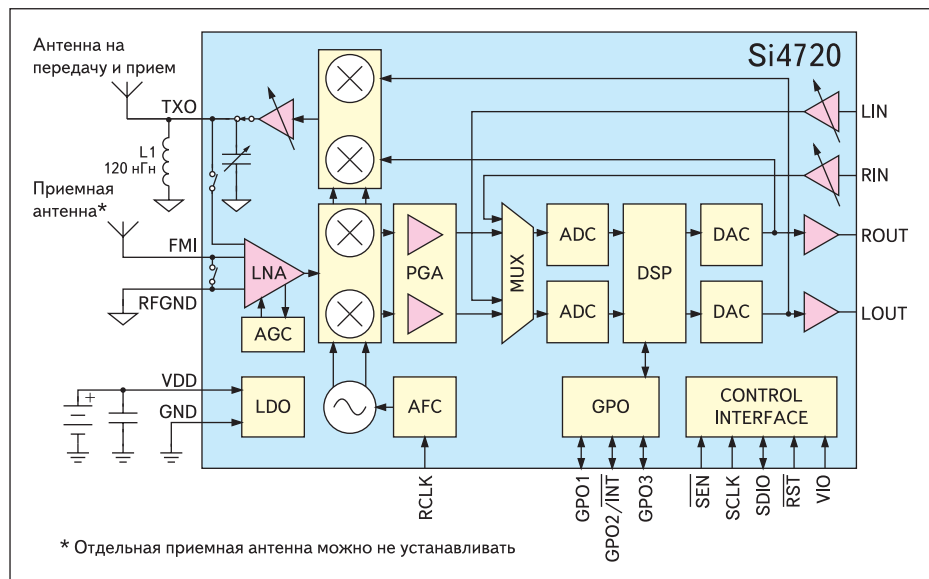 Антенна на
передачу и прием
Si4720
TXO
LIN
L1
120 нГн
RIN
Приемная
антенна*
FMI
LNA
PGA
MUX
ADC
DSP
DAC
ROUT
RFGND
AGC
ADC
DAC
LOUT
VDD
+
GND
LDO
AFC
GPO
CONTROL
INTERFACE
RCLK
GPO1
GPO2/INT
GPO3
SEN
SCLK
SDIO
RST
VIO
* Отдельная приемная антенна можно не устанавливать